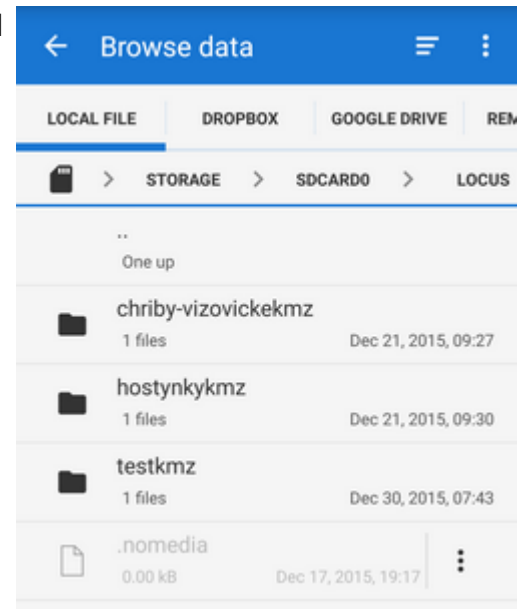 Browse data
LOCAL FILE DROPBOX GOOGLE DRIVE REM
> STORAGE > SDCARD0 > LOCUS
..
One up
chriby-vizovickekmz
1 files Dec 21, 2015, 09:27
hostynkykmz
1 files Dec 21, 2015, 09:30
testkmz
1 files Dec 30, 2015, 07:43
.nomedia
0.00 kB Dec 17, 2015, 19:17